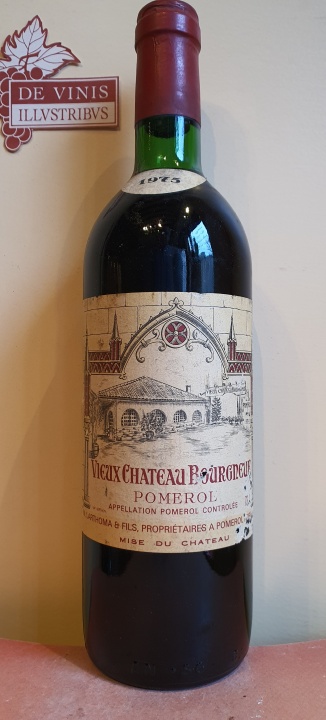 DE VINIS
ILLVSTRIBVS
1975
VIEUX CHATEAU BOURGNEUF
POMEROL
APPELLATION POMEROL CONTROLÉE
& FILS, PROPRIÉTAIRES A POMEROL
MISE DU CHATEAU